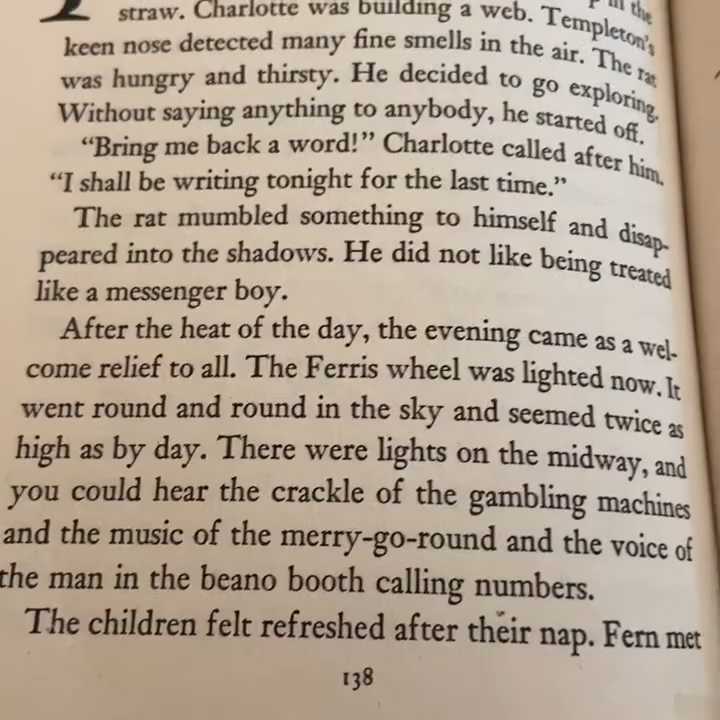 straw. Charlotte was building a web. Templeton's
keen nose detected many fine smells in the air. The rat
was hungry and thirsty. He decided to go exploring.
Without saying anything to anybody, he started off.
“Bring me back a word!” Charlotte called after him.
“I shall be writing tonight for the last time.”
The rat mumbled something to himself and disap-
peared into the shadows. He did not like being treated
like a messenger boy.
After the heat of the day, the evening came as a wel-
come relief to all. The Ferris wheel was lighted now. It
went round and round in the sky and seemed twice as
high as by day. There were lights on the midway, and
you could hear the crackle of the gambling machines
and the music of the merry-go-round and the voice of
the man in the beano booth calling numbers.
The children felt refreshed after their nap. Fern met
138